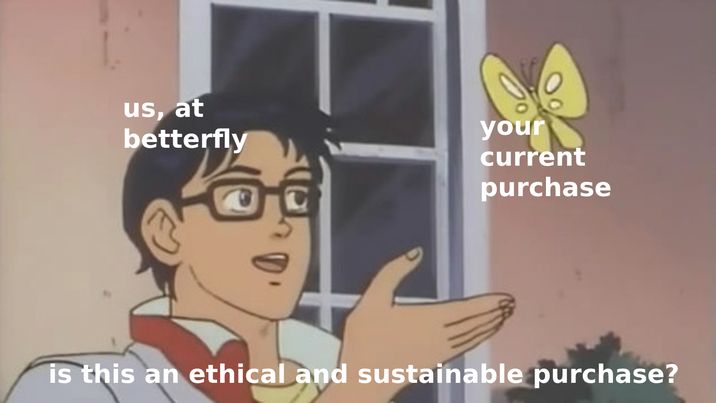 us, at
betterfly
your
current
purchase
is this an ethical and sustainable purchase?